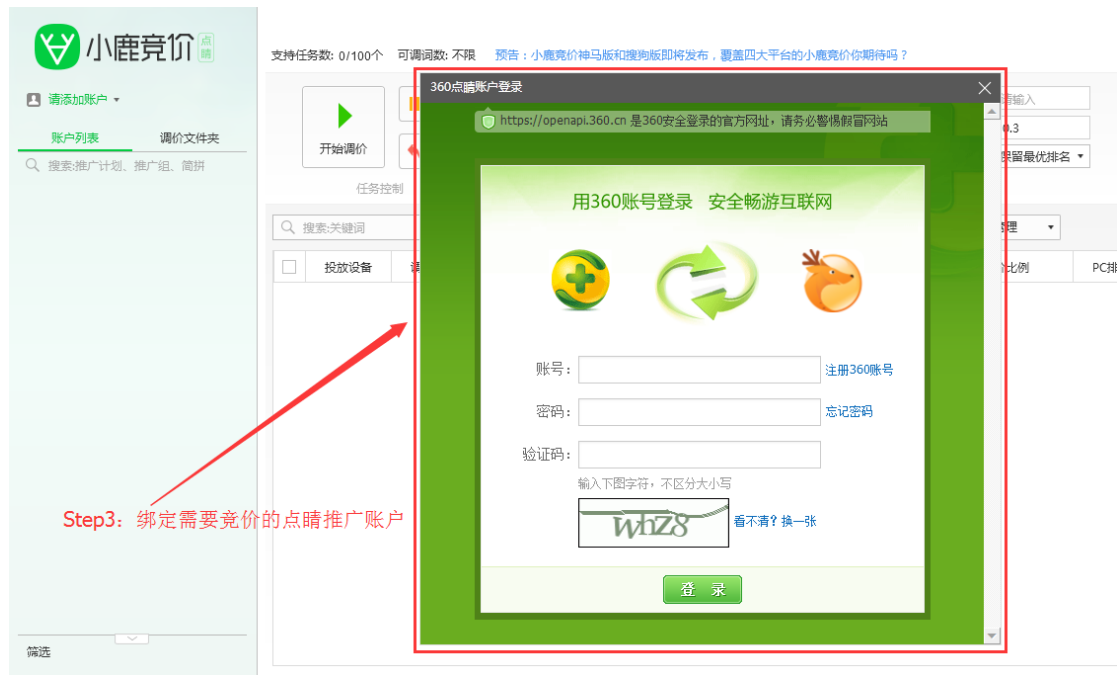 小鹿竞价 点睛
支持任务数: 0/100个 可调词数: 不限 预告：小鹿竞价神马版和搜狗版即将发布，覆盖四大平台的小鹿竞价你期待吗？
请添加账户
账户列表 调价文件夹
搜索:推广计划、推广组、简拼
开始调价
任务控制
搜索:关键词
投放设备
360点睛账户登录
https://openapi.360.cn 是360安全登录的官方网址，请务必警惕假冒网站
用360账号登录 安全畅游互联网
账号：
注册360账号
密码：
忘记密码
验证码：
输入下图字符，不区分大小写
whz8
看不清？换一张
登 录
请输入
0.3
保留最优排名
比例
PC排
Step3：绑定需要竞价的点睛推广账户
筛选